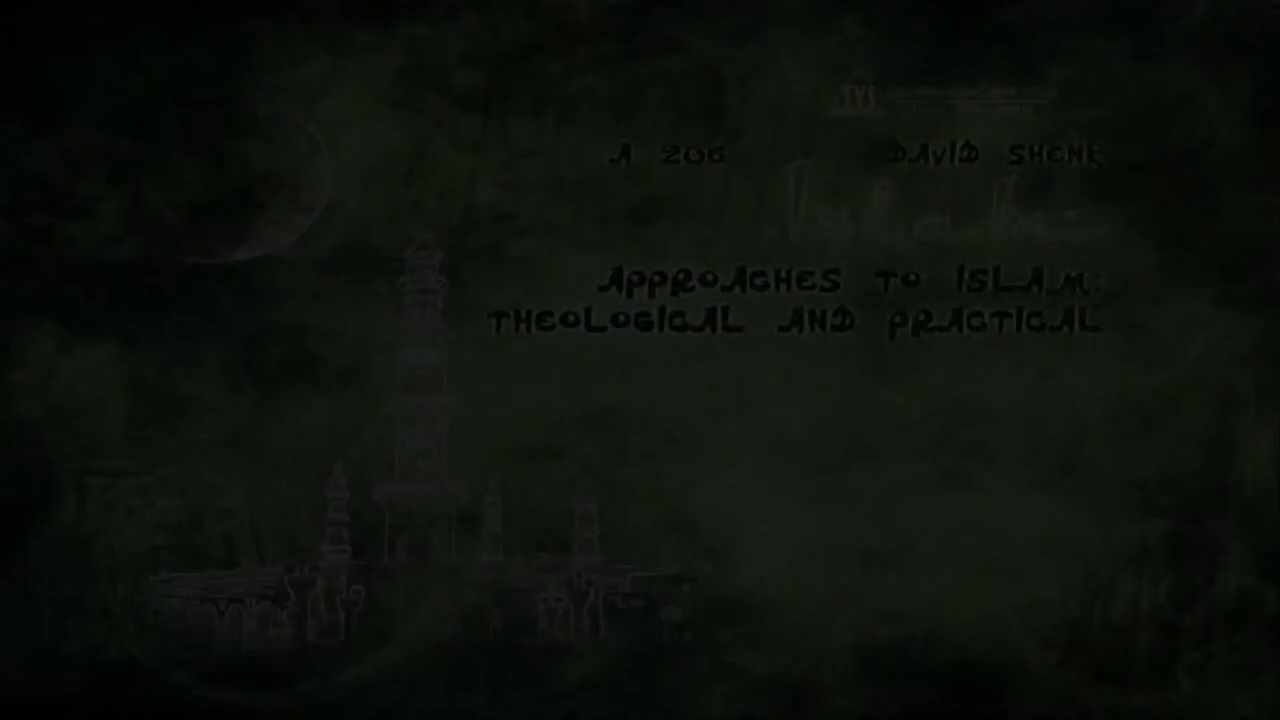 A 206 DAVID SHENK
APPROACHES TO ISLAM:
THEOLOGICAL AND PRACTICAL